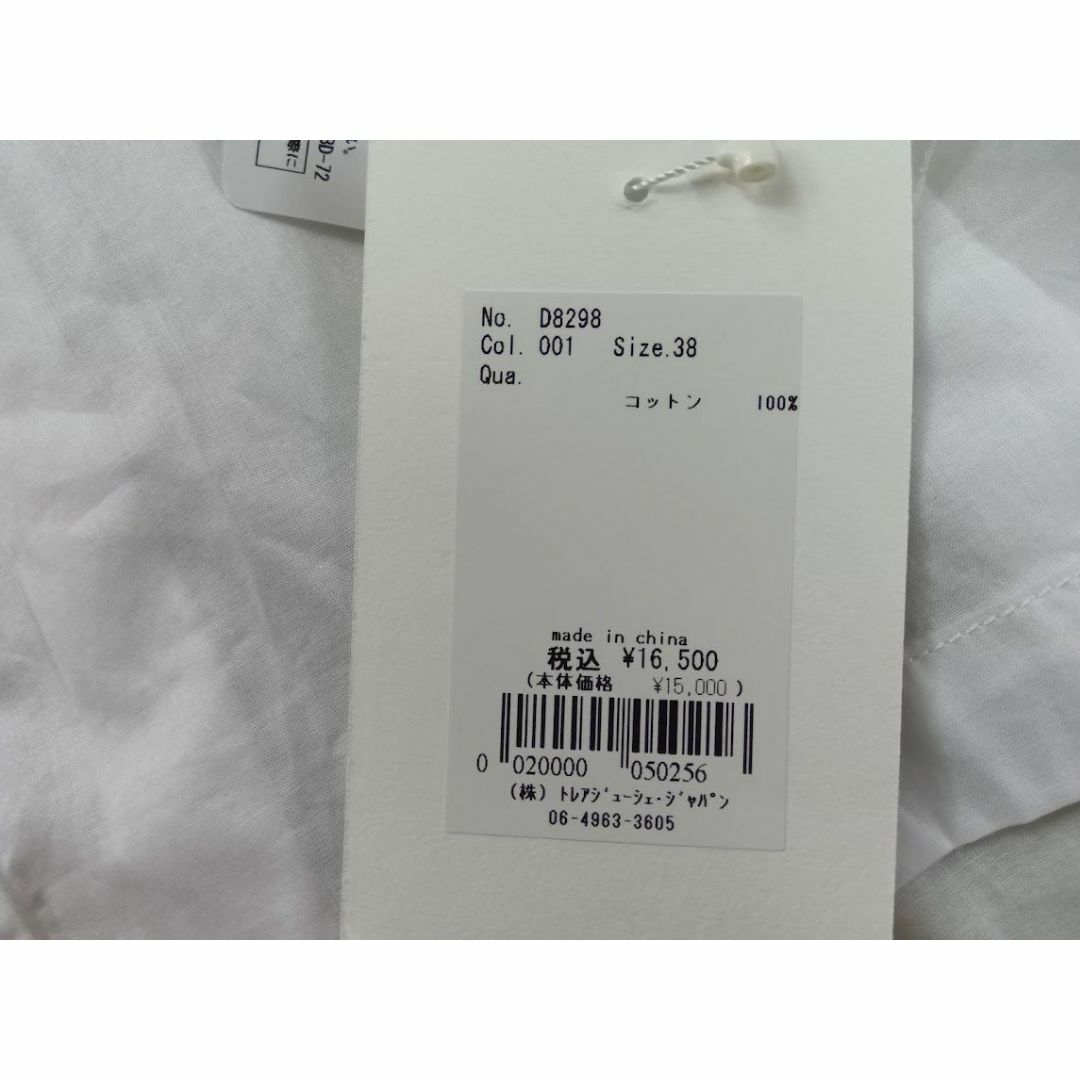 3D-72
No. D8298
Col. 001 Size.38
Qua.
コットン 100%
made in china
税込 ¥16,500
(本体価格 ¥15,000)
0 020000 050256
(株)ﾄﾚｱｼﾞｭｰｼｪ･ｼﾞｬﾊﾟﾝ
06-4963-3605